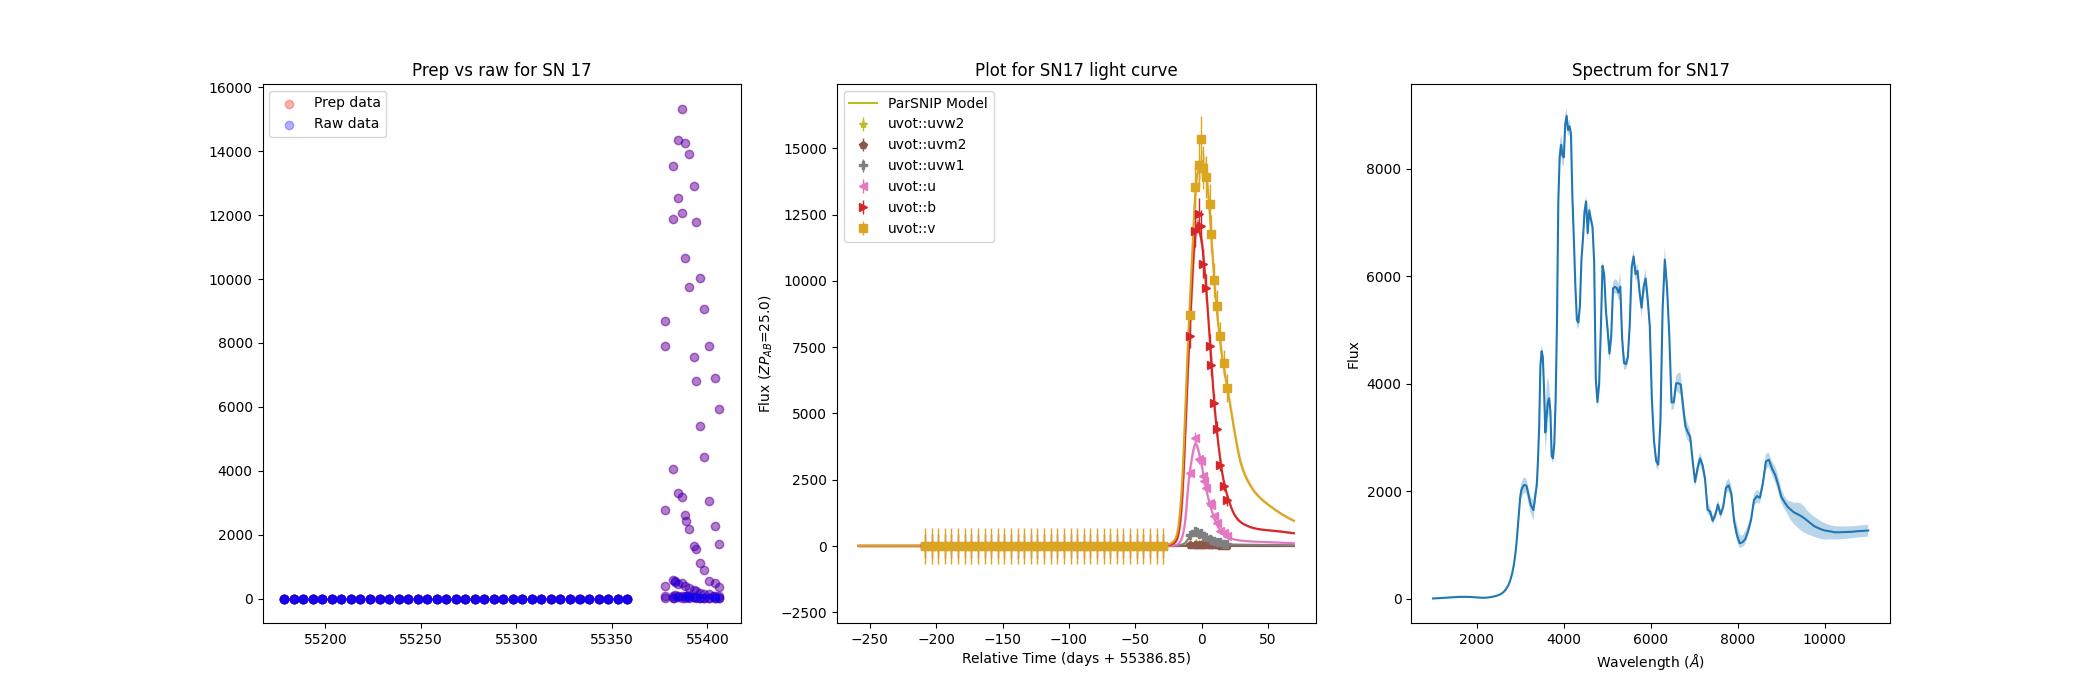 Prep vs raw for SN 17
16000
14000
12000
10000
8000
6000
4000
2000
0
55200
55250
55300
55350
55400
Prep data
Raw data
Plot for SN17 light curve
Flux (ZP_AB=25.0)
15000
12500
10000
7500
5000
2500
0
−2500
−250
−200
−150
−100
−50
0
50
Relative Time (days + 55386.85)
ParSNIP Model
uvot::uvw2
uvot::uvm2
uvot::uvw1
uvot::u
uvot::b
uvot::v
Spectrum for SN17
Flux
8000
6000
4000
2000
0
2000
4000
6000
8000
10000
Wavelength (Å)